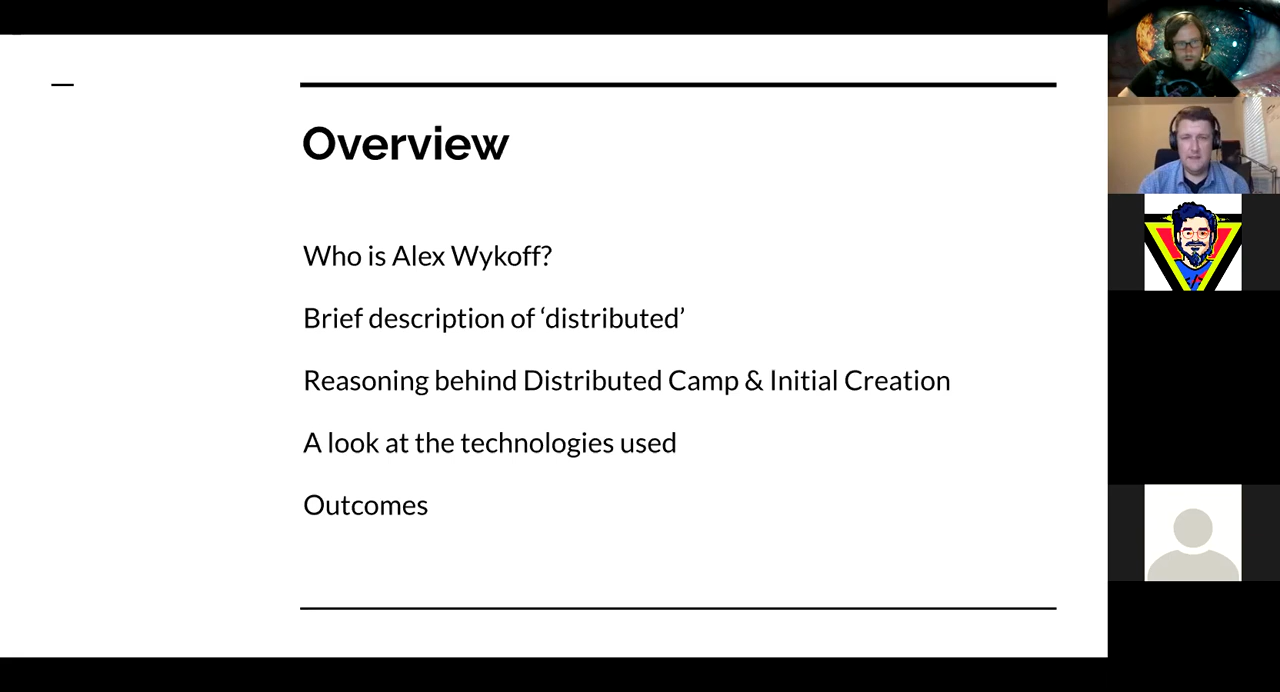 Overview
Who is Alex Wykoff?
Brief description of ‘distributed’
Reasoning behind Distributed Camp & Initial Creation
A look at the technologies used
Outcomes